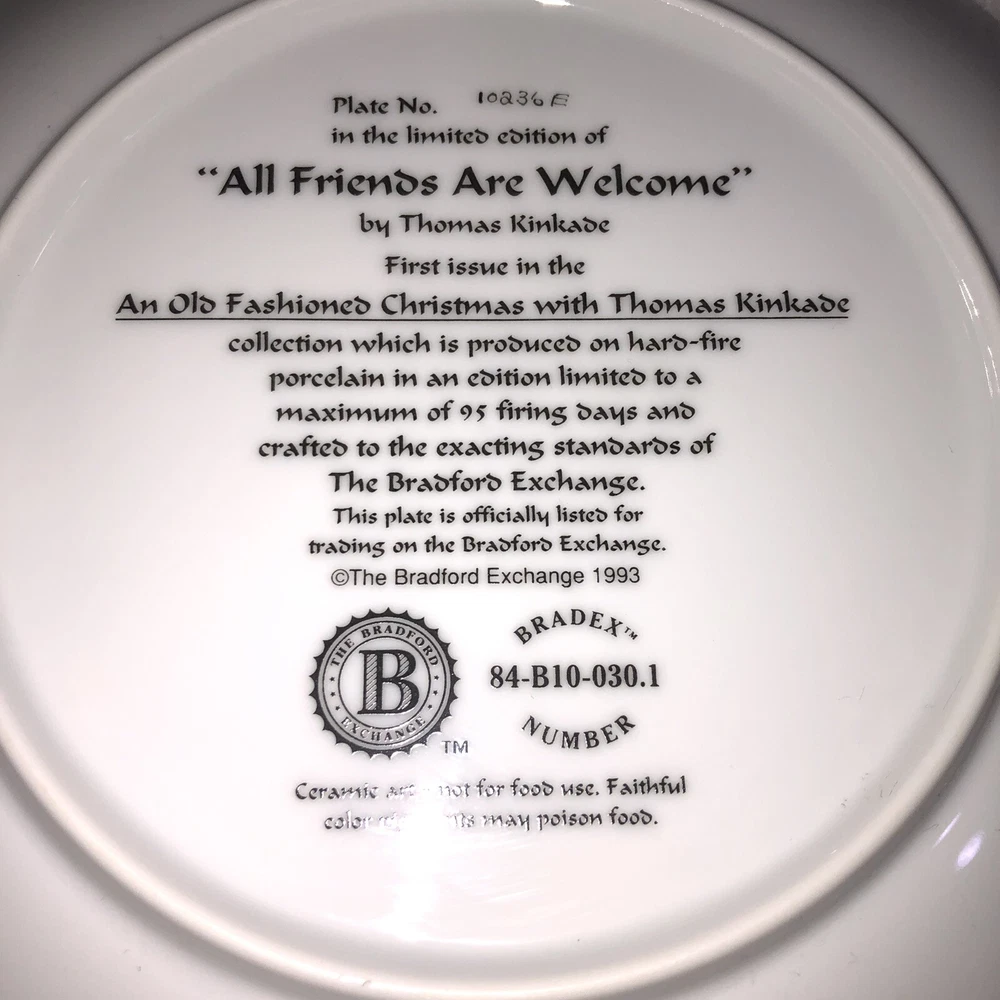 Plate No. 10236E
in the limited edition of
“All Friends Are Welcome”
by Thomas Kinkade
First issue in the
An Old Fashioned Christmas with Thomas Kinkade
collection which is produced on hard-fire
porcelain in an edition limited to a
maximum of 95 firing days and
crafted to the exacting standards of
The Bradford Exchange.
This plate is officially listed for
trading on the Bradford Exchange.
©The Bradford Exchange 1993
THE BRADFORD
B
EXCHANGE
TM
BRADEX™
84-B10-030.1
NUMBER
Ceramic not for food use. Faithful
color may poison food.